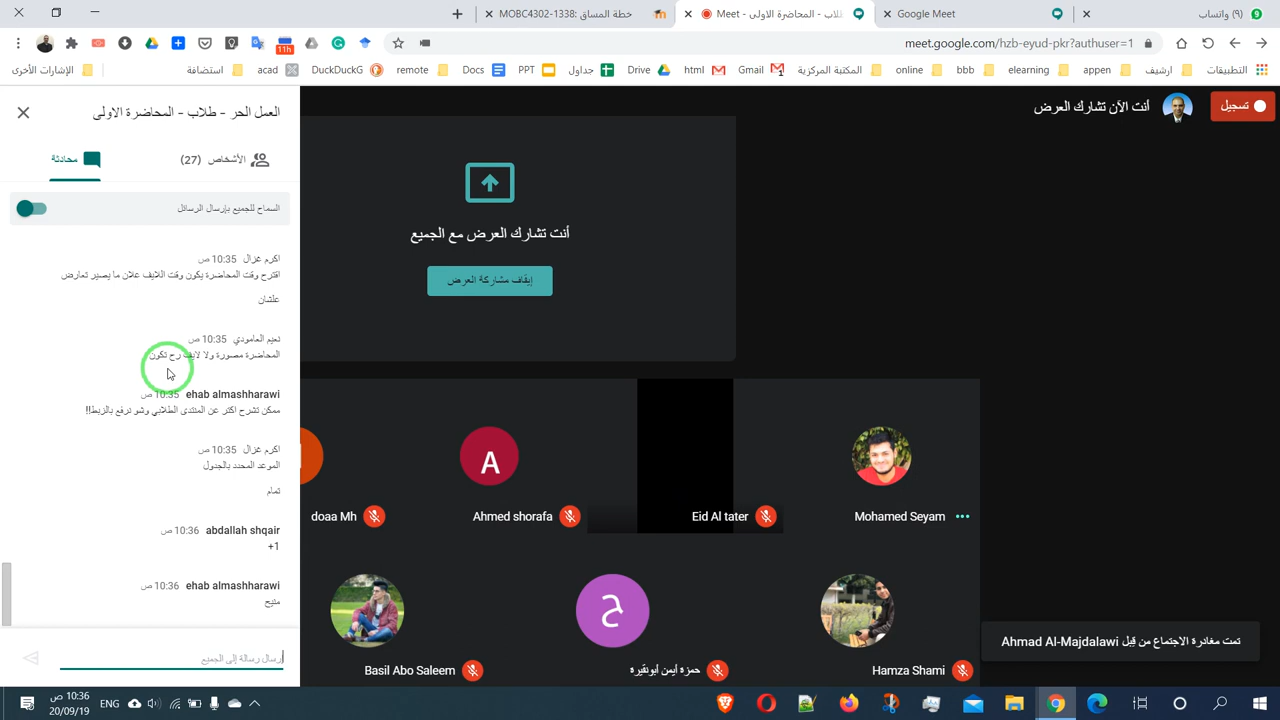 واتساب (٩)
Google Meet
Meet - لاب - المحاضرة الاولى
خطة المساق: MOBC4302-1338
meet.google.com/hzb-eyud-pkr?authuser=1
11h
التطبيقات
ارشيف
appen
elearning
bbb
online
المكتبة المركزية
Gmail
html
Drive
جداول
PPT
Docs
remote
DuckDuckG
acad
استضافة
الإشارات الأخرى
العمل الحر - طلاب - المحاضرة الاولى
الأشخاص (27)
محادثة
السماح للجميع بإرسال الرسائل
اكرم غزال 10:35 ص
اقترح وقت المحاضرة يكون وقت اللايف علان ما يصير تعارض
علشان
نعيم العامودي 10:35 ص
المحاضرة مصورة ولا لايف رح تكون
ehab almashharawi 10:35 ص
ممكن تشرح اكتر عن المنتدى الطلابي وشو نرفع بالزبط!!
اكرم غزال 10:35 ص
الموعد المحدد بالجدول
تمام
abdallah shqair 10:36 ص
+1
ehab almashharawi 10:36 ص
منيح
إرسال رسالة إلى الجميع
تسجيل
أنت الآن تشارك العرض
أنت تشارك العرض مع الجميع
إيقاف مشاركة العرض
A
doaa Mh
Ahmed shorafa
Eid Al tater
Mohamed Seyam
ح
Basil Abo Saleem
حمزه أيمن ابونقيره
Hamza Shami
تمت مغادرة الاجتماع من قِبل Ahmad Al-Majdalawi
10:36 ص
20/09/19
ENG